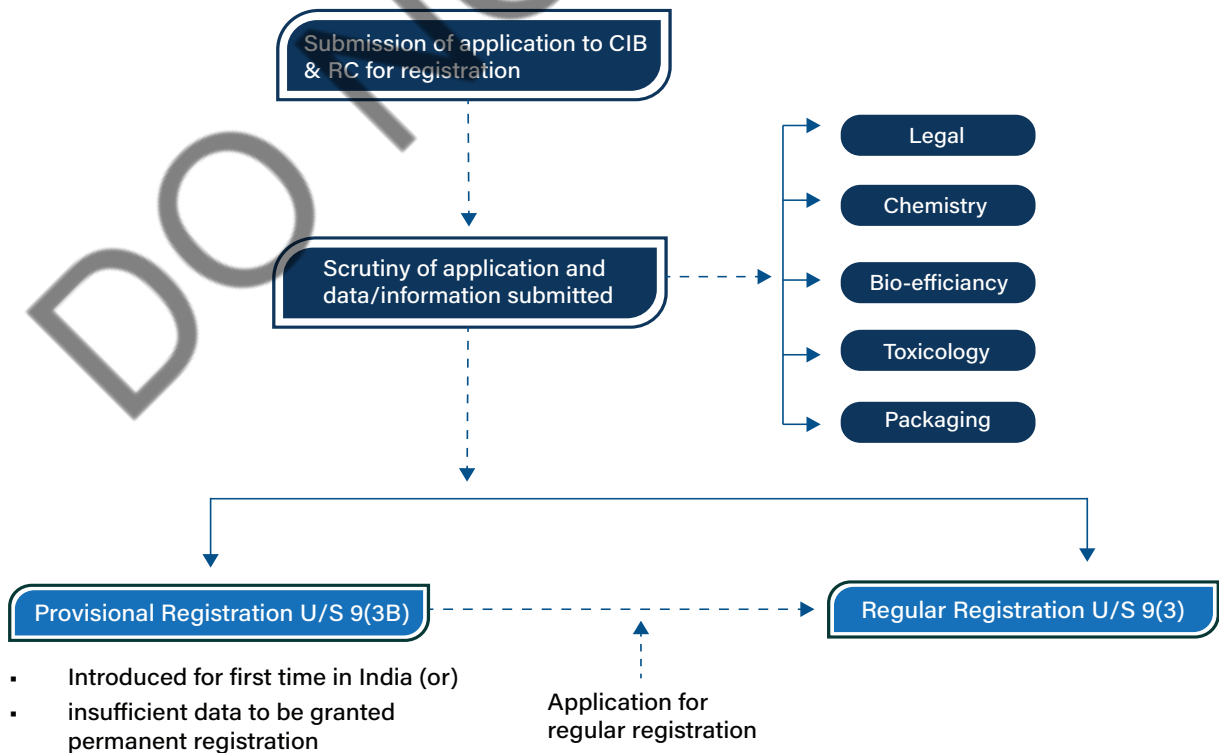 Submission of application to CIB
& RC for registration
Legal
Chemistry
Scrutiny of application and
data/information submitted
Bio-efficiancy
Toxicology
Packaging
Provisional Registration U/S 9(3B)
Regular Registration U/S 9(3)
▪ Introduced for first time in India (or)
▪ insufficient data to be granted
permanent registration
Application for
regular registration
DO NO